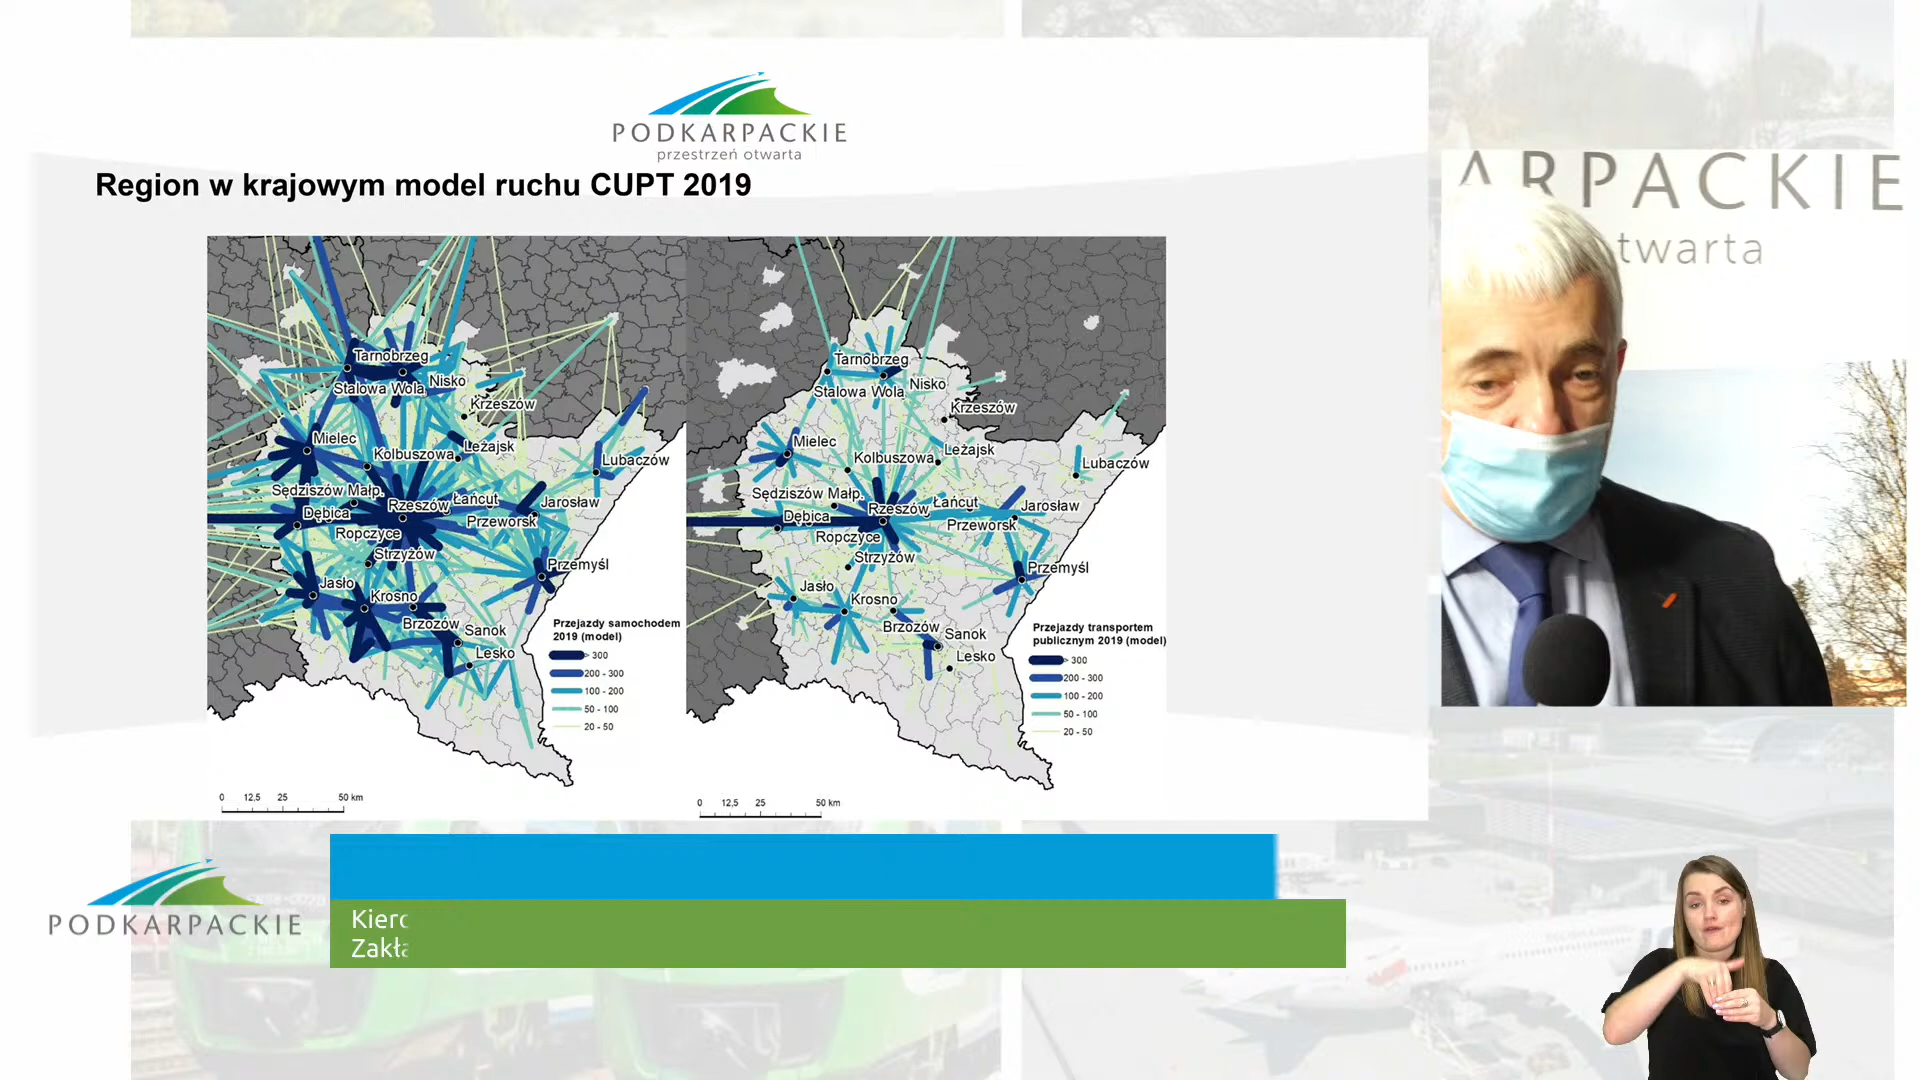 PODKARPACKIE
przestrzeń otwarta
Region w krajowym model ruchu CUPT 2019
Tarnobrzeg
Stalowa Wola
Nisko
Krzeszów
Mielec
Kolbuszowa
Leżajsk
Lubaczów
Sędziszów Małp.
Rzeszów
Łańcut
Jarosław
Dębica
Przeworsk
Ropczyce
Strzyżów
Przemyśl
Jasło
Krosno
Brzozów
Sanok
Lesko
Przejazdy samochodem
2019 (model)
> 300
200 - 300
100 - 200
50 - 100
20 - 50
0 12,5 25 50 km
Tarnobrzeg
Stalowa Wola
Nisko
Krzeszów
Mielec
Kolbuszowa
Leżajsk
Lubaczów
Sędziszów Małp.
Rzeszów
Łańcut
Jarosław
Dębica
Przeworsk
Ropczyce
Strzyżów
Przemyśl
Jasło
Krosno
Brzozów
Sanok
Lesko
Przejazdy transportem
publicznym 2019 (model)
> 300
200 - 300
100 - 200
50 - 100
20 - 50
0 12,5 25 50 km
ARPACKIE
twarta
PODKARPACKIE
Kierc
Zakła